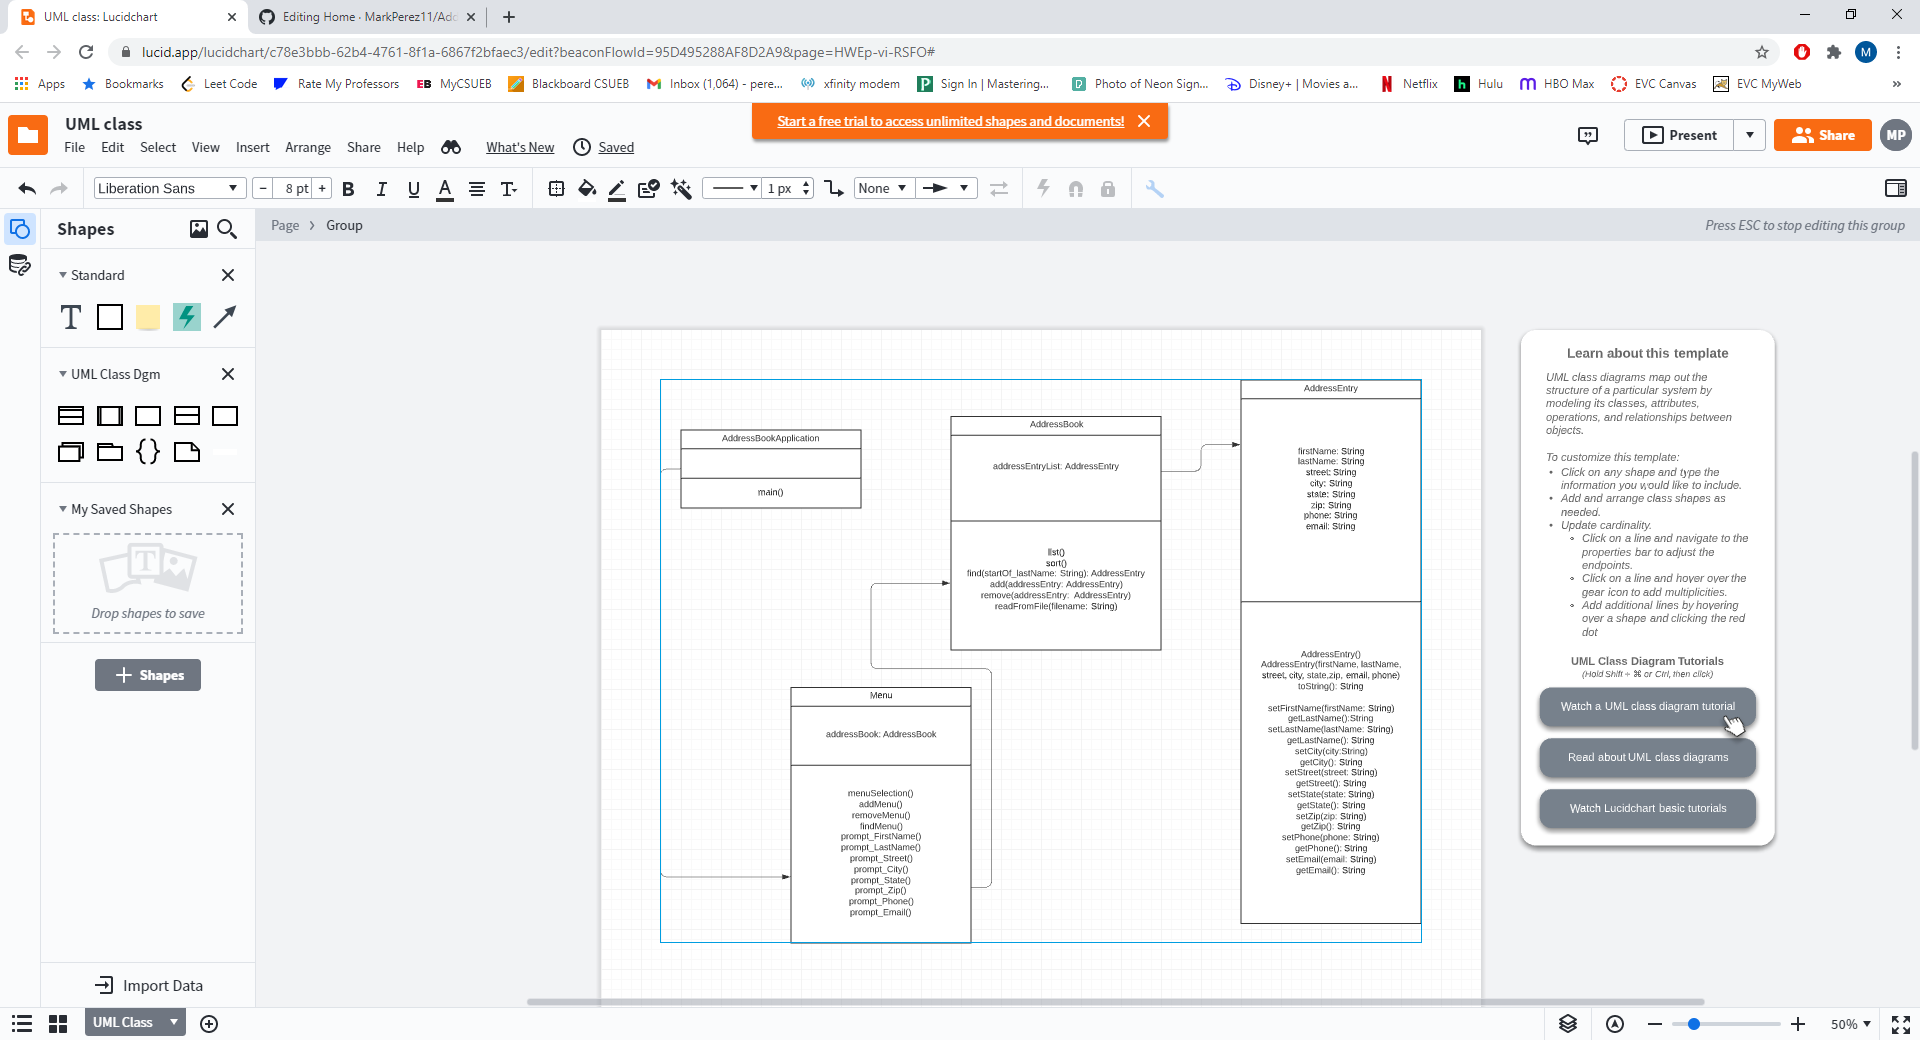 UML class: Lucidchart
Editing Home · MarkPerez11/Add
lucid.app/lucidchart/c78e3bbb-62b4-4761-8f1a-6867f2bfaec3/edit?beaconFlowId=95D495288AF8D2A9&page=HWEp-vi-RSFO#
M
Apps
Bookmarks
Leet Code
Rate My Professors
EB MyCSUEB
Blackboard CSUEB
Inbox (1,064) - pere...
xfinity modem
Sign In | Mastering...
Photo of Neon Sign...
Disney+ | Movies a...
Netflix
Hulu
HBO Max
EVC Canvas
EVC MyWeb
»
UML class
Start a free trial to access unlimited shapes and documents!
File Edit Select View Insert Arrange Share Help
What's New
Saved
Present
Share
MP
Liberation Sans
− 8 pt +
B I U A T
1 px
None
Shapes
Page > Group
Press ESC to stop editing this group
Standard
T
UML Class Dgm
My Saved Shapes
T
Drop shapes to save
+ Shapes
Import Data
AddressBookApplication
main()
AddressBook
addressEntryList: AddressEntry
list()
sort()
find(startOf_lastName: String): AddressEntry
add(addressEntry: AddressEntry)
remove(addressEntry: AddressEntry)
readFromFile(filename: String)
Menu
addressBook: AddressBook
menuSelection()
addMenu()
removeMenu()
findMenu()
prompt_FirstName()
prompt_LastName()
prompt_Street()
prompt_City()
prompt_State()
prompt_Zip()
prompt_Phone()
prompt_Email()
AddressEntry
firstName: String
lastName: String
street: String
city: String
state: String
zip: String
phone: String
email: String
AddressEntry()
AddressEntry(firstName, lastName,
street, city, state,zip, email, phone)
toString(): String
setFirstName(firstName: String)
getLastName():String
setLastName(lastName: String)
getLastName(): String
setCity(city:String)
getCity(): String
setStreet(street: String)
getStreet(): String
setState(state: String)
getState(): String
setZip(zip: String)
getZip(): String
setPhone(phone: String)
getPhone(): String
setEmail(email: String)
getEmail(): String
Learn about this template
UML class diagrams map out the
structure of a particular system by
modeling its classes, attributes,
operations, and relationships between
objects.
To customize this template:
• Click on any shape and type the
information you would like to include.
• Add and arrange class shapes as
needed.
• Update cardinality.
◦ Click on a line and navigate to the
properties bar to adjust the
endpoints.
◦ Click on a line and hover over the
gear icon to add multiplicities.
◦ Add additional lines by hovering
over a shape and clicking the red
dot
UML Class Diagram Tutorials
(Hold Shift + ⌘ or Ctrl, then click)
Watch a UML class diagram tutorial
Read about UML class diagrams
Watch Lucidchart basic tutorials
UML Class
50%